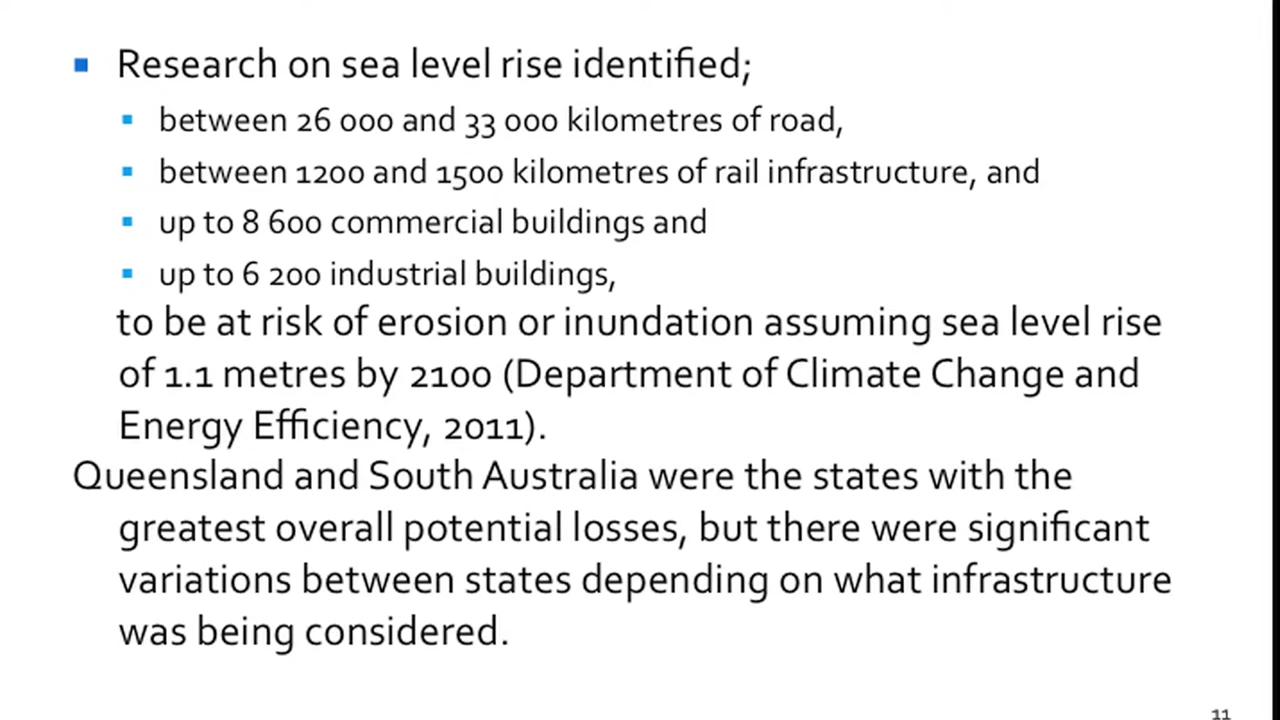 Research on sea level rise identified;
between 26 000 and 33 000 kilometres of road,
between 1200 and 1500 kilometres of rail infrastructure, and
up to 8 600 commercial buildings and
up to 6 200 industrial buildings,
to be at risk of erosion or inundation assuming sea level rise
of 1.1 metres by 2100 (Department of Climate Change and
Energy Efficiency, 2011).
Queensland and South Australia were the states with the
greatest overall potential losses, but there were significant
variations between states depending on what infrastructure
was being considered.
11